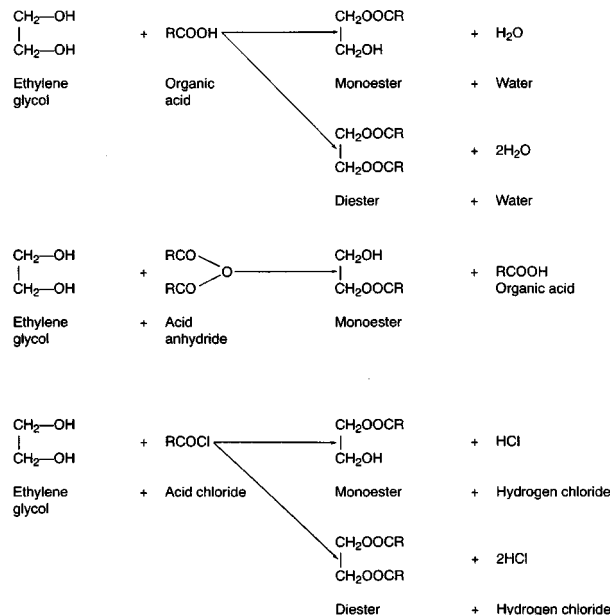 CH₂—OH CH₂OOCR
| + RCOOH | + H₂O
CH₂—OH CH₂OH
Ethylene Organic Monoester + Water
glycol acid
CH₂OOCR
| + 2H₂O
CH₂OOCR
Diester + Water
CH₂—OH RCO CH₂OH
| + O | + RCOOH
CH₂—OH RCO CH₂OOCR Organic acid
Ethylene + Acid Monoester
glycol anhydride
CH₂—OH CH₂OOCR
| + RCOCl | + HCl
CH₂—OH CH₂OH
Ethylene + Acid chloride Monoester + Hydrogen chloride
glycol
CH₂OOCR
| + 2HCl
CH₂OOCR
Diester + Hydrogen chloride